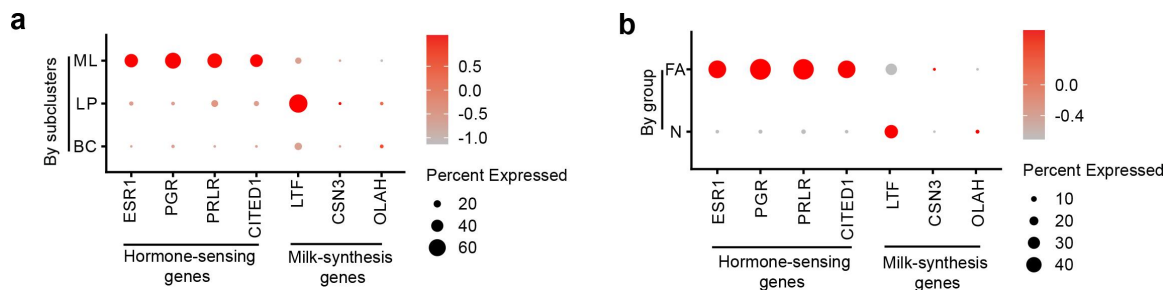 a
By subclusters
ML
LP
BC
ESR1
PGR
PRLR
CITED1
LTF
CSN3
OLAH
Hormone-sensing
genes
Milk-synthesis
genes
0.5
0.0
-0.5
-1.0
Percent Expressed
20
40
60
b
By group
FA
N
ESR1
PGR
PRLR
CITED1
LTF
CSN3
OLAH
Hormone-sensing
genes
Milk-synthesis
genes
0.0
-0.4
Percent Expressed
10
20
30
40